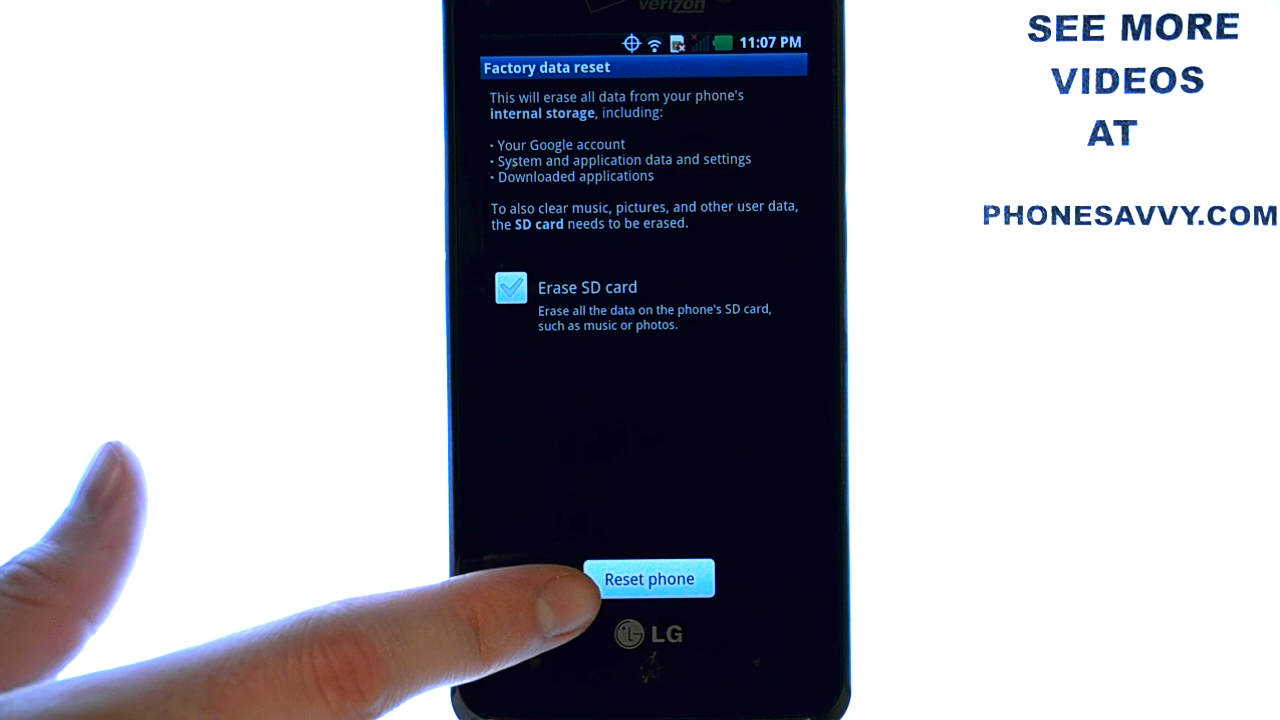 verizon
11:07 PM
Factory data reset
This will erase all data from your phone's
internal storage, including:
• Your Google account
• System and application data and settings
• Downloaded applications
To also clear music, pictures, and other user data,
the SD card needs to be erased.
Erase SD card
Erase all the data on the phone's SD card,
such as music or photos.
Reset phone
LG
SEE MORE
VIDEOS
AT
PHONESAVVY.COM